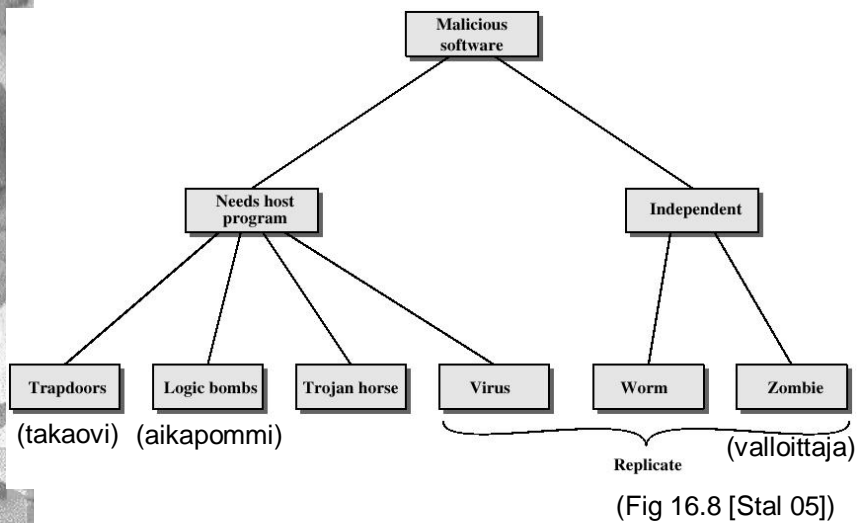 Malicious
software
Needs host
program
Independent
Trapdoors
Logic bombs
Trojan horse
Virus
Worm
Zombie
(takaovi)
(aikapommi)
(valloittaja)
Replicate
(Fig 16.8 [Stal 05])